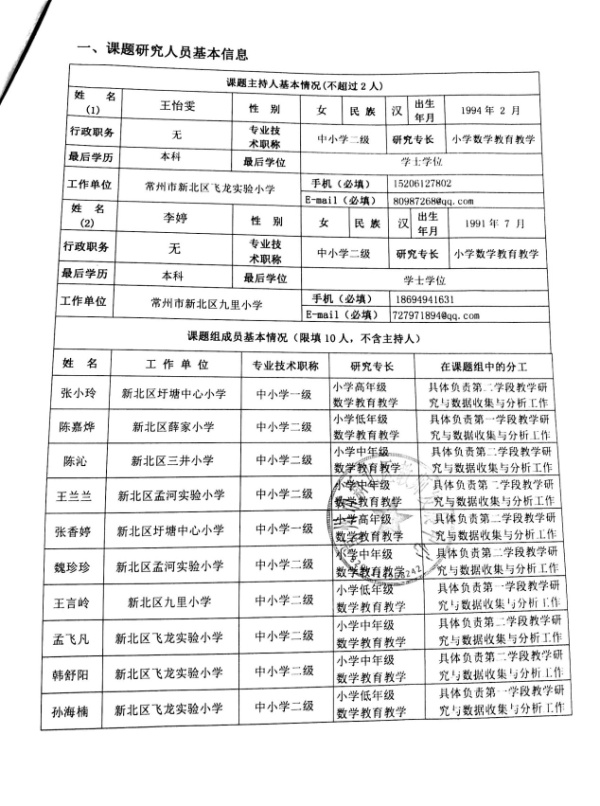 一、课题研究人员基本信息
课题主持人基本情况(不超过2人)
姓 名(1) 王怡雯 性 别 女 民 族 汉 出生年月 1994年 2 月
行政职务 无 专业技术职称 中小学二级 研究专长 小学数学教育教学
最后学历 本科 最后学位 学士学位
工作单位 常州市新北区飞龙实验小学 手机（必填） 15206127802
E-mail（必填） 80987268@qq.com
姓 名(2) 李婷 性 别 女 民 族 汉 出生年月 1991年 7 月
行政职务 无 专业技术职称 中小学二级 研究专长 小学数学教育教学
最后学历 本科 最后学位 学士学位
工作单位 常州市新北区九里小学 手机（必填） 18694941631
E-mail（必填） 727971894@qq.com
课题组成员基本情况（限填10人，不含主持人）
姓 名 工 作 单 位 专业技术职称 研究专长 在课题组中的分工
张小玲 新北区圩塘中心小学 中小学一级 小学高年级数学教育教学 具体负责第二学段教学研究与数据收集与分析工作
陈嘉烨 新北区薛家小学 中小学二级 小学低年级数学教育教学 具体负责第一学段教学研究与数据收集与分析工作
陈沁 新北区三井小学 中小学二级 小学中年级数学教育教学 具体负责第二学段教学研究与数据收集与分析工作
王兰兰 新北区孟河实验小学 中小学二级 小学中年级数学教育教学 具体负责第二学段教学研究与数据收集与分析工作
张香婷 新北区圩塘中心小学 中小学一级 小学高年级数学教育教学 具体负责第二学段教学研究与数据收集与分析工作
魏珍珍 新北区孟河实验小学 中小学二级 小学中年级数学教育教学 具体负责第二学段教学研究与数据收集与分析工作
王言岭 新北区九里小学 中小学二级 小学低年级数学教育教学 具体负责第一学段教学研究与数据收集与分析工作
孟飞凡 新北区飞龙实验小学 中小学二级 小学中年级数学教育教学 具体负责第二学段教学研究与数据收集与分析工作
韩舒阳 新北区飞龙实验小学 中小学二级 小学中年级数学教育教学 具体负责第二学段教学研究与数据收集与分析工作
孙海楠 新北区飞龙实验小学 中小学二级 小学低年级数学教育教学 具体负责第一学段教学研究与数据收集与分析工作